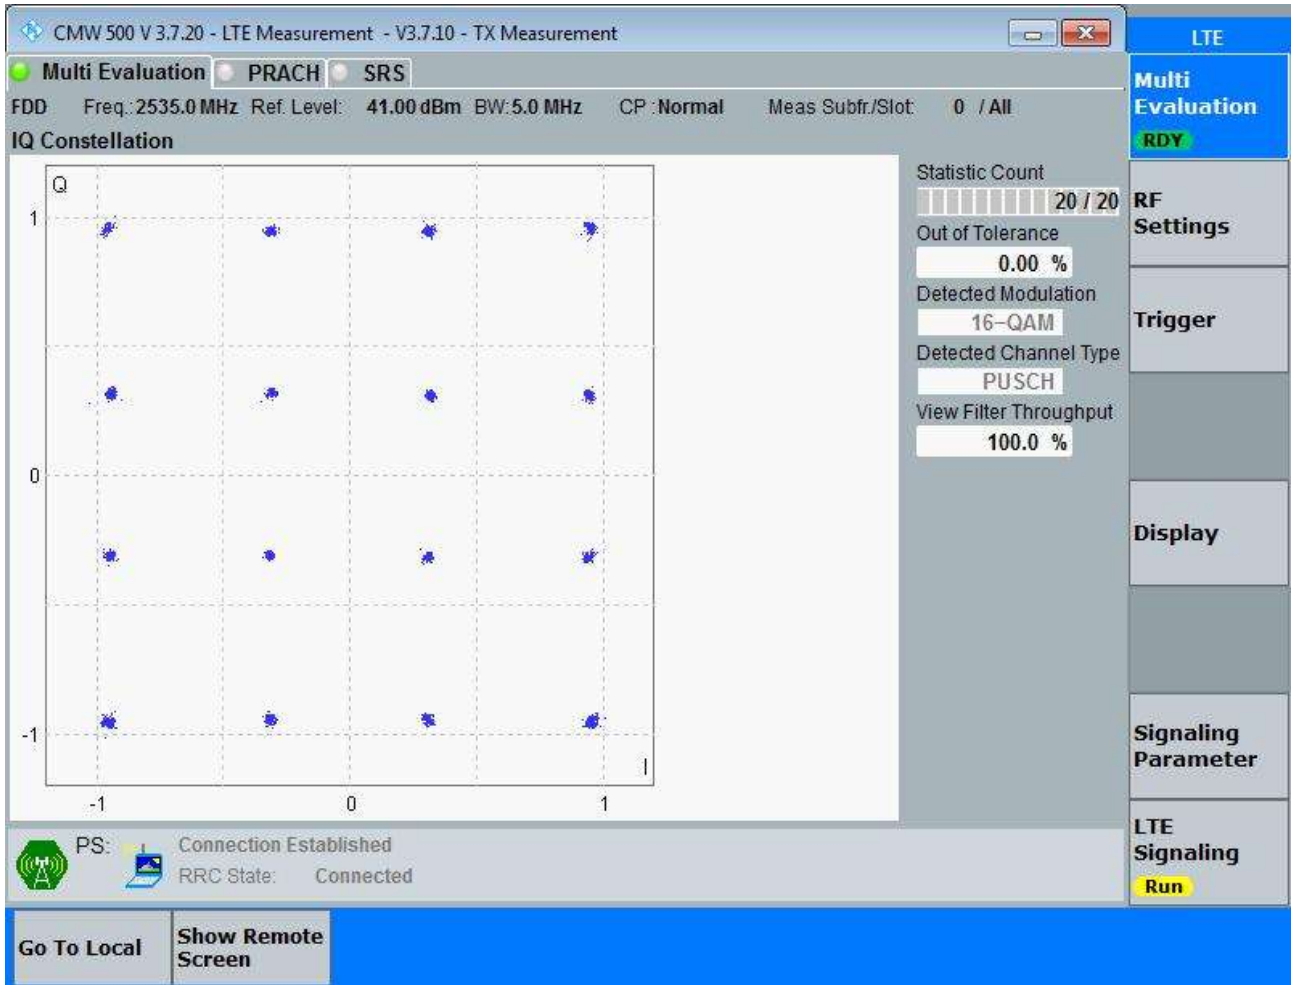 CMW 500 V 3.7.20 - LTE Measurement - V3.7.10 - TX Measurement
LTE
Multi Evaluation PRACH SRS
Multi
Evaluation
RDY
FDD Freq.: 2535.0 MHz Ref. Level: 41.00 dBm BW: 5.0 MHz CP : Normal Meas Subfr./Slot: 0 / All
IQ Constellation
Q
1
0
-1
-1 0 1
I
Statistic Count
20 / 20
Out of Tolerance
0.00 %
Detected Modulation
16-QAM
Detected Channel Type
PUSCH
View Filter Throughput
100.0 %
RF
Settings
Trigger
Display
Signaling
Parameter
LTE
Signaling
Run
PS: Connection Established
RRC State: Connected
Go To Local
Show Remote
Screen